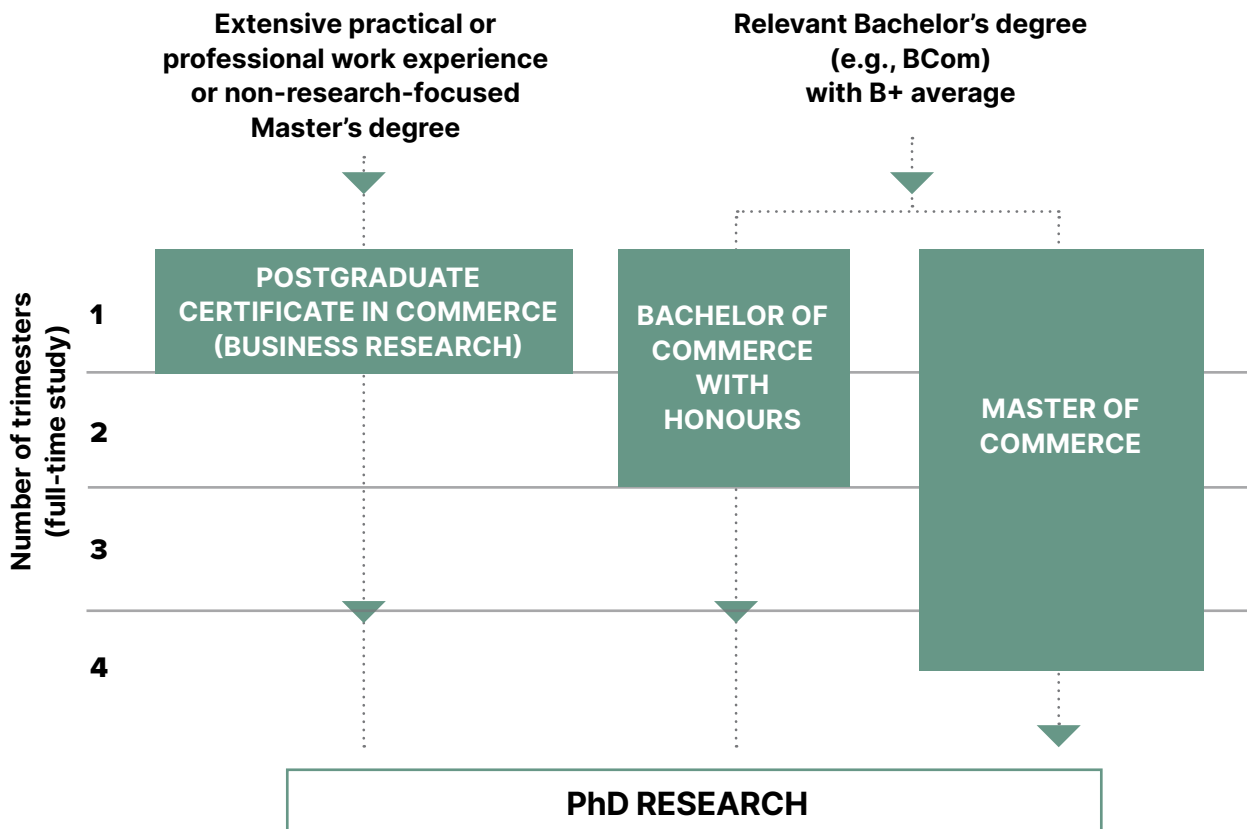 Extensive practical or
professional work experience
or non-research-focused
Master’s degree
Relevant Bachelor’s degree
(e.g., BCom)
with B+ average
Number of trimesters
(full-time study)
1
2
3
4
POSTGRADUATE
CERTIFICATE IN COMMERCE
(BUSINESS RESEARCH)
BACHELOR OF
COMMERCE
WITH
HONOURS
MASTER OF
COMMERCE
PhD RESEARCH